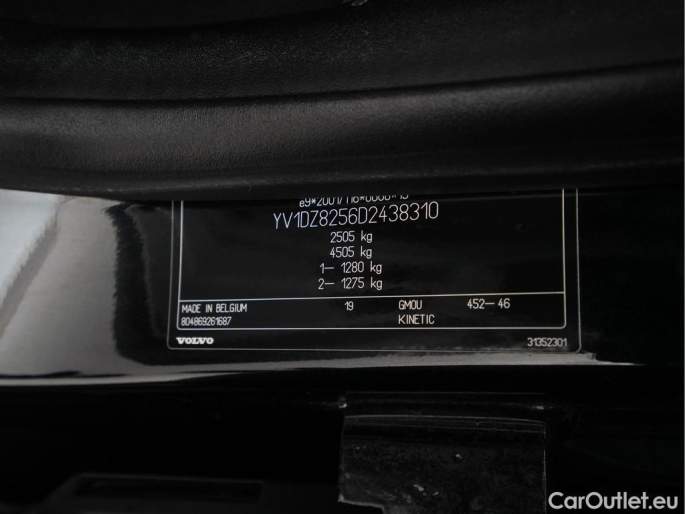 YV1DZ8256D2438310
2505 kg
4505 kg
1– 1280 kg
2– 1275 kg
MADE IN BELGIUM 19 GMOU 452–46
804869261687 KINETIC
VOLVO 31352301
CarOutlet.eu